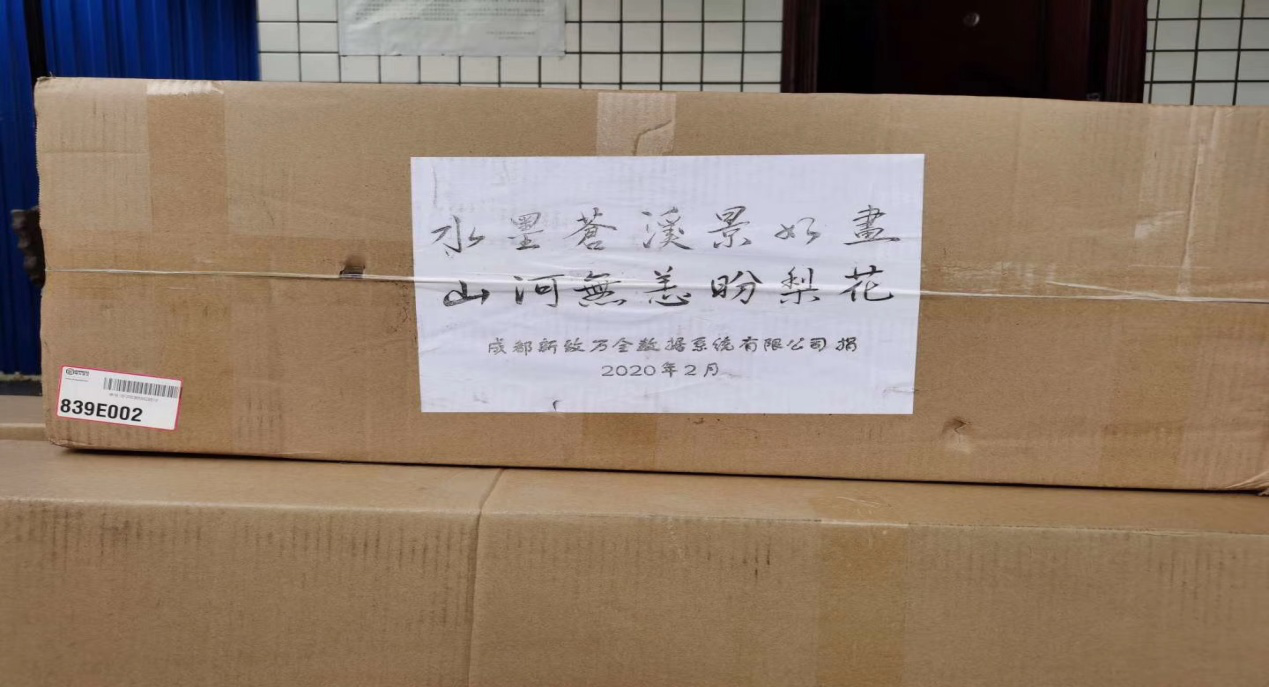 水墨蒼溪景如畫
山河無恙盼梨花
成都新致万全数据系统有限公司捐
2020年2月
839E002